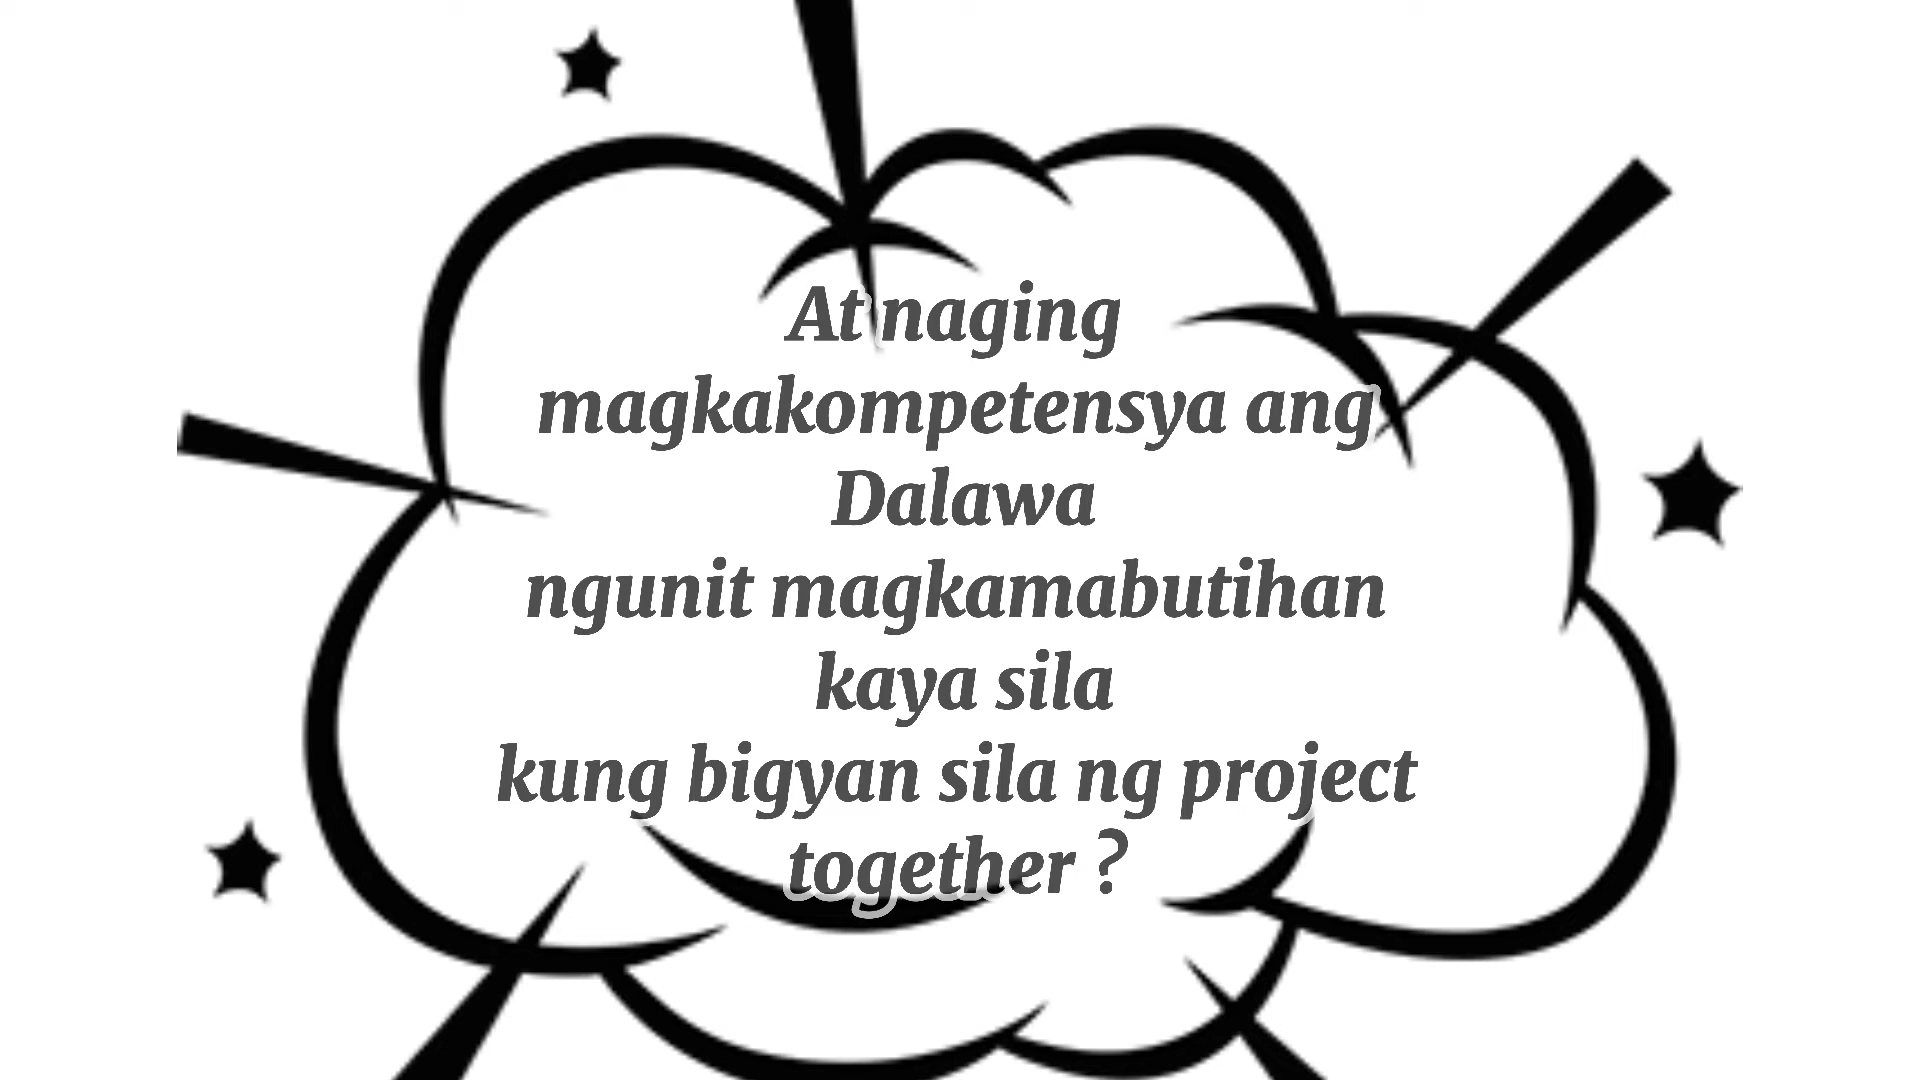 At naging
magkakompetensya ang
Dalawa
ngunit magkamabutihan
kaya sila
kung bigyan sila ng project
together ?